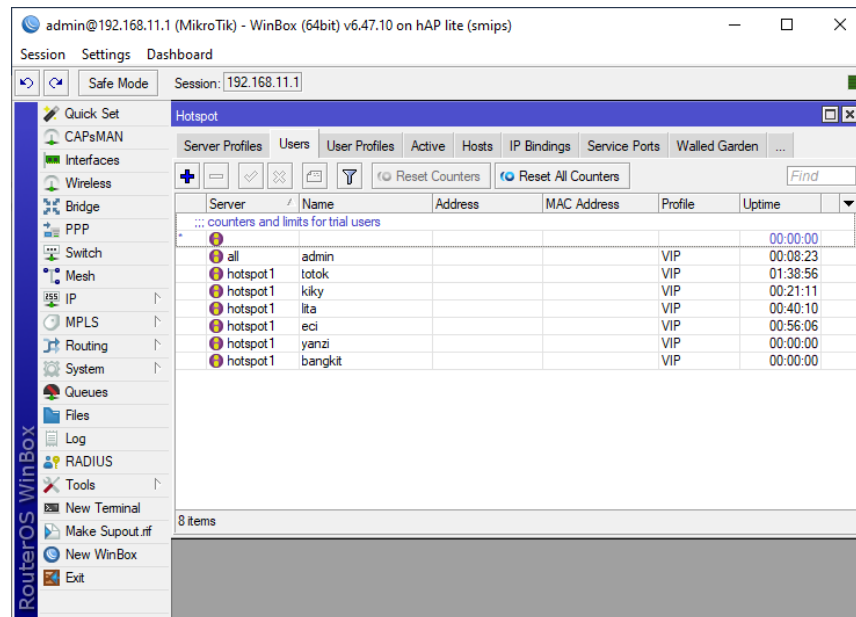 admin@192.168.11.1 (MikroTik) - WinBox (64bit) v6.47.10 on hAP lite (smips)
Session Settings Dashboard
Safe Mode Session: 192.168.11.1
Quick Set
CAPsMAN
Interfaces
Wireless
Bridge
PPP
Switch
Mesh
IP
MPLS
Routing
System
Queues
Files
Log
RADIUS
Tools
New Terminal
Make Supout.rif
New WinBox
Exit
RouterOS WinBox
Hotspot
Server Profiles Users User Profiles Active Hosts IP Bindings Service Ports Walled Garden ...
Reset Counters Reset All Counters Find
Server Name Address MAC Address Profile Uptime
;;; counters and limits for trial users
* 00:00:00
all admin VIP 00:08:23
hotspot1 totok VIP 01:38:56
hotspot1 kiky VIP 00:21:11
hotspot1 lita VIP 00:40:10
hotspot1 eci VIP 00:56:06
hotspot1 yanzi VIP 00:00:00
hotspot1 bangkit VIP 00:00:00
8 items